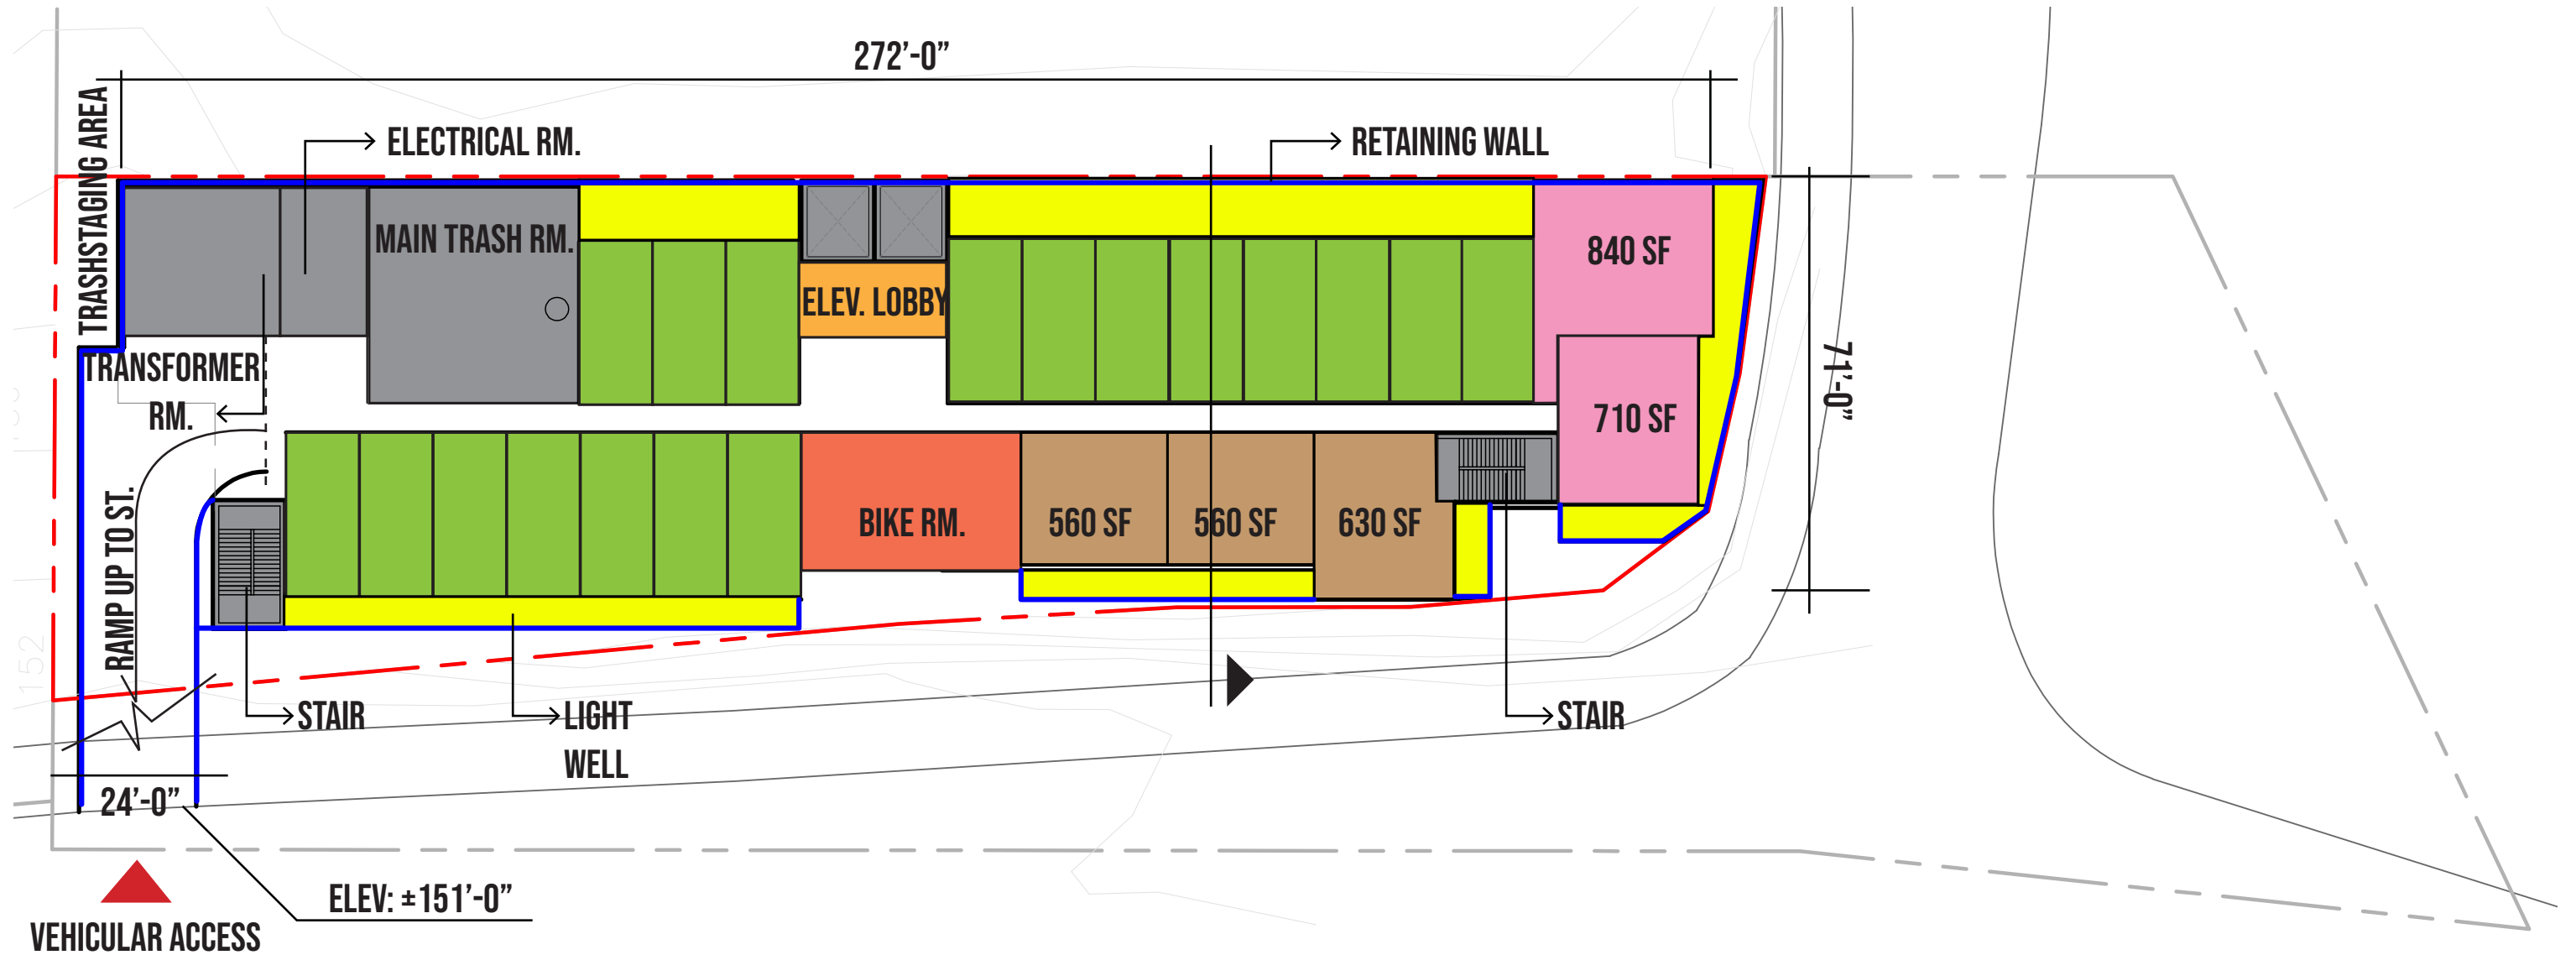 272’-0”
ELECTRICAL RM.
RETAINING WALL
TRASHSTAGING AREA
MAIN TRASH RM.
840 SF
ELEV. LOBBY
TRANSFORMER
RM.
71’-0”
710 SF
RAMP UP TO ST.
BIKE RM.
560 SF
560 SF
630 SF
152
STAIR
LIGHT
WELL
STAIR
24’-0”
ELEV: ±151’-0”
VEHICULAR ACCESS